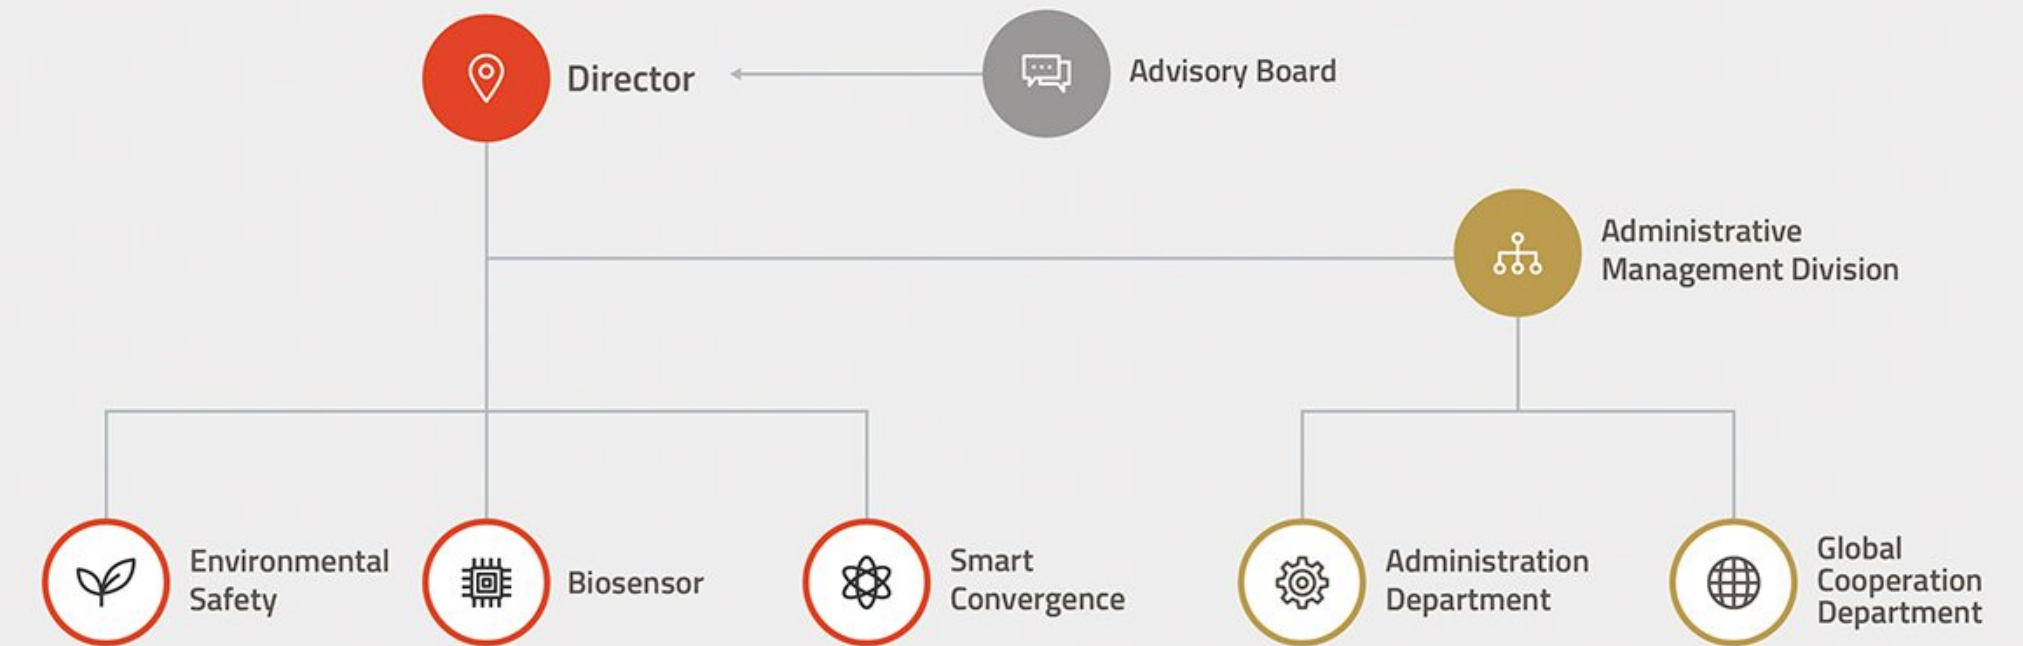 Director
Advisory Board
Administrative
Management Division
Environmental
Safety
Biosensor
Smart
Convergence
Administration
Department
Global
Cooperation
Department